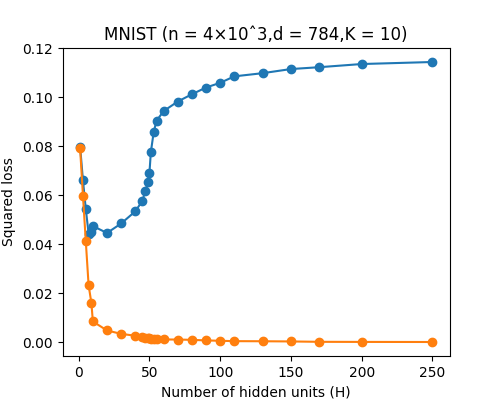 MNIST (n = 4×10ˆ3,d = 784,K = 10)
0.12
0.10
0.08
0.06
0.04
0.02
0.00
Squared loss
0 50 100 150 200 250
Number of hidden units (H)